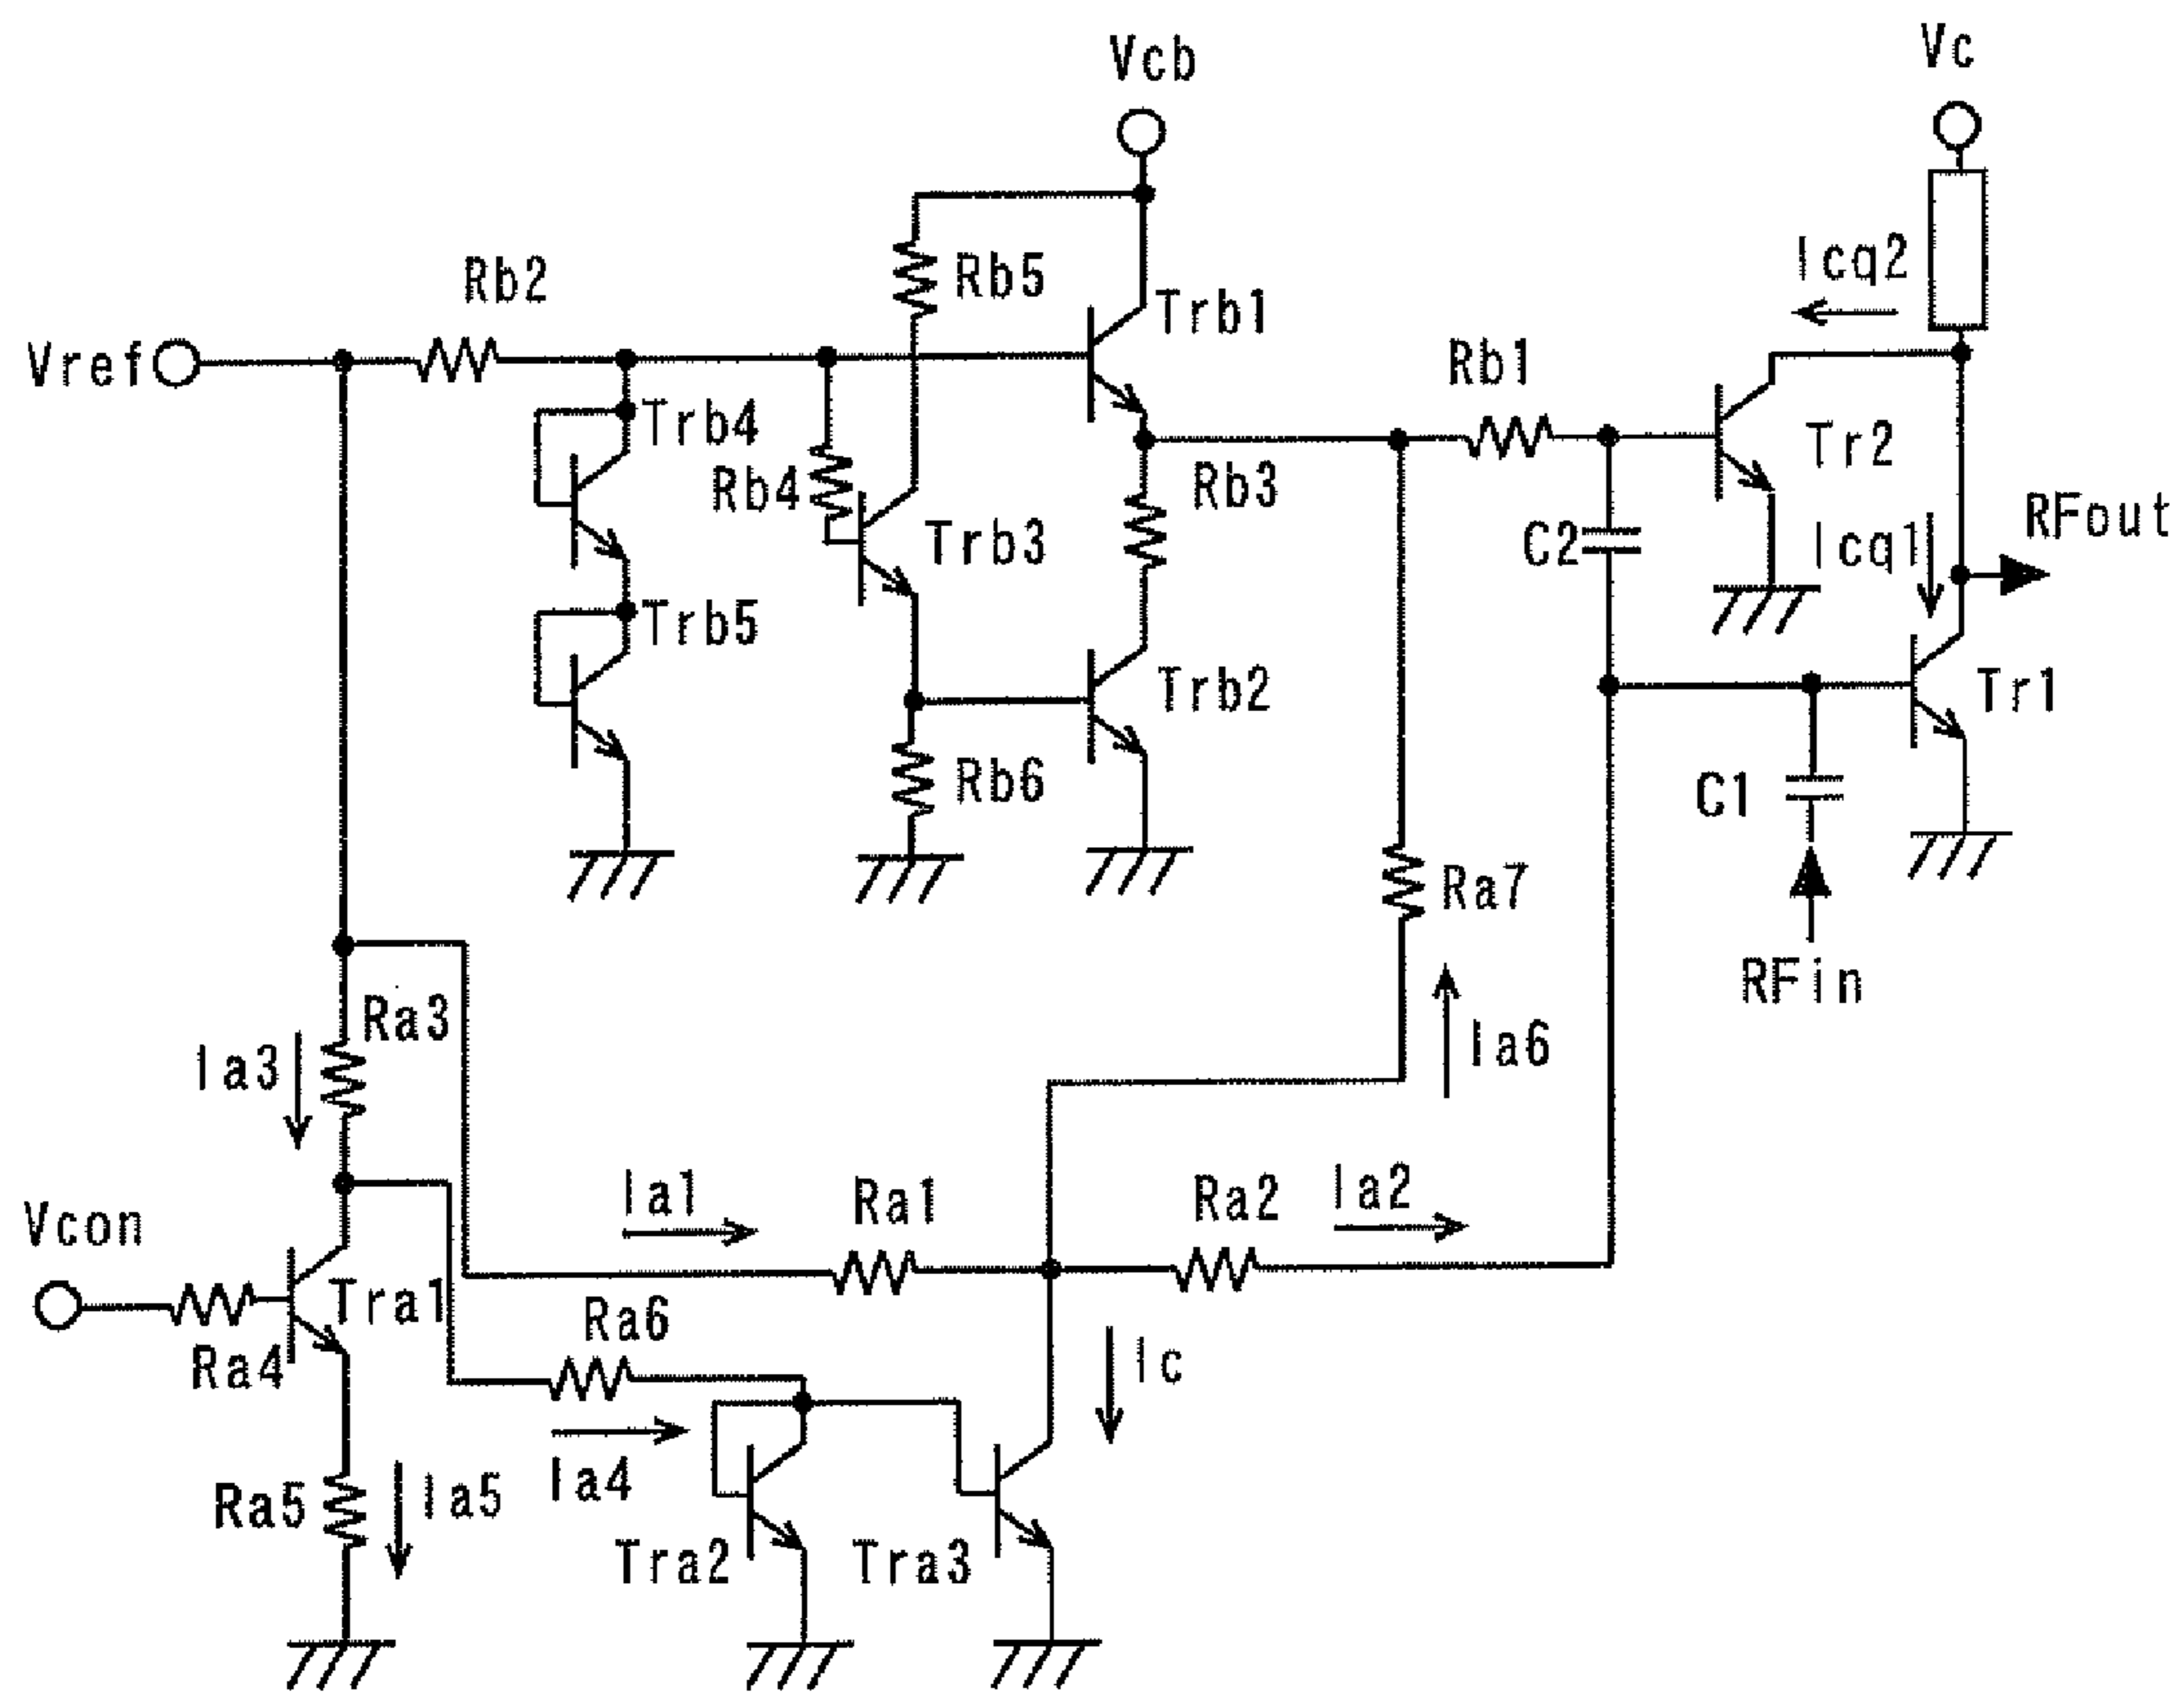 Vcb
Vc
Rb2
Rb5
Icq2
Trb1
Vref
Rb1
Trb4
Tr2
Rb4
Rb3
RFout
Trb3
C2
Icq1
Trb5
Trb2
Tr1
Rb6
C1
Ra7
RFin
Ra3
Ia3
Ia6
Ia1
Ra1
Ra2
Ia2
Vcon
Tra1
Ra6
Ra4
Ic
Ia4
Ra5
Ia5
Tra2
Tra3